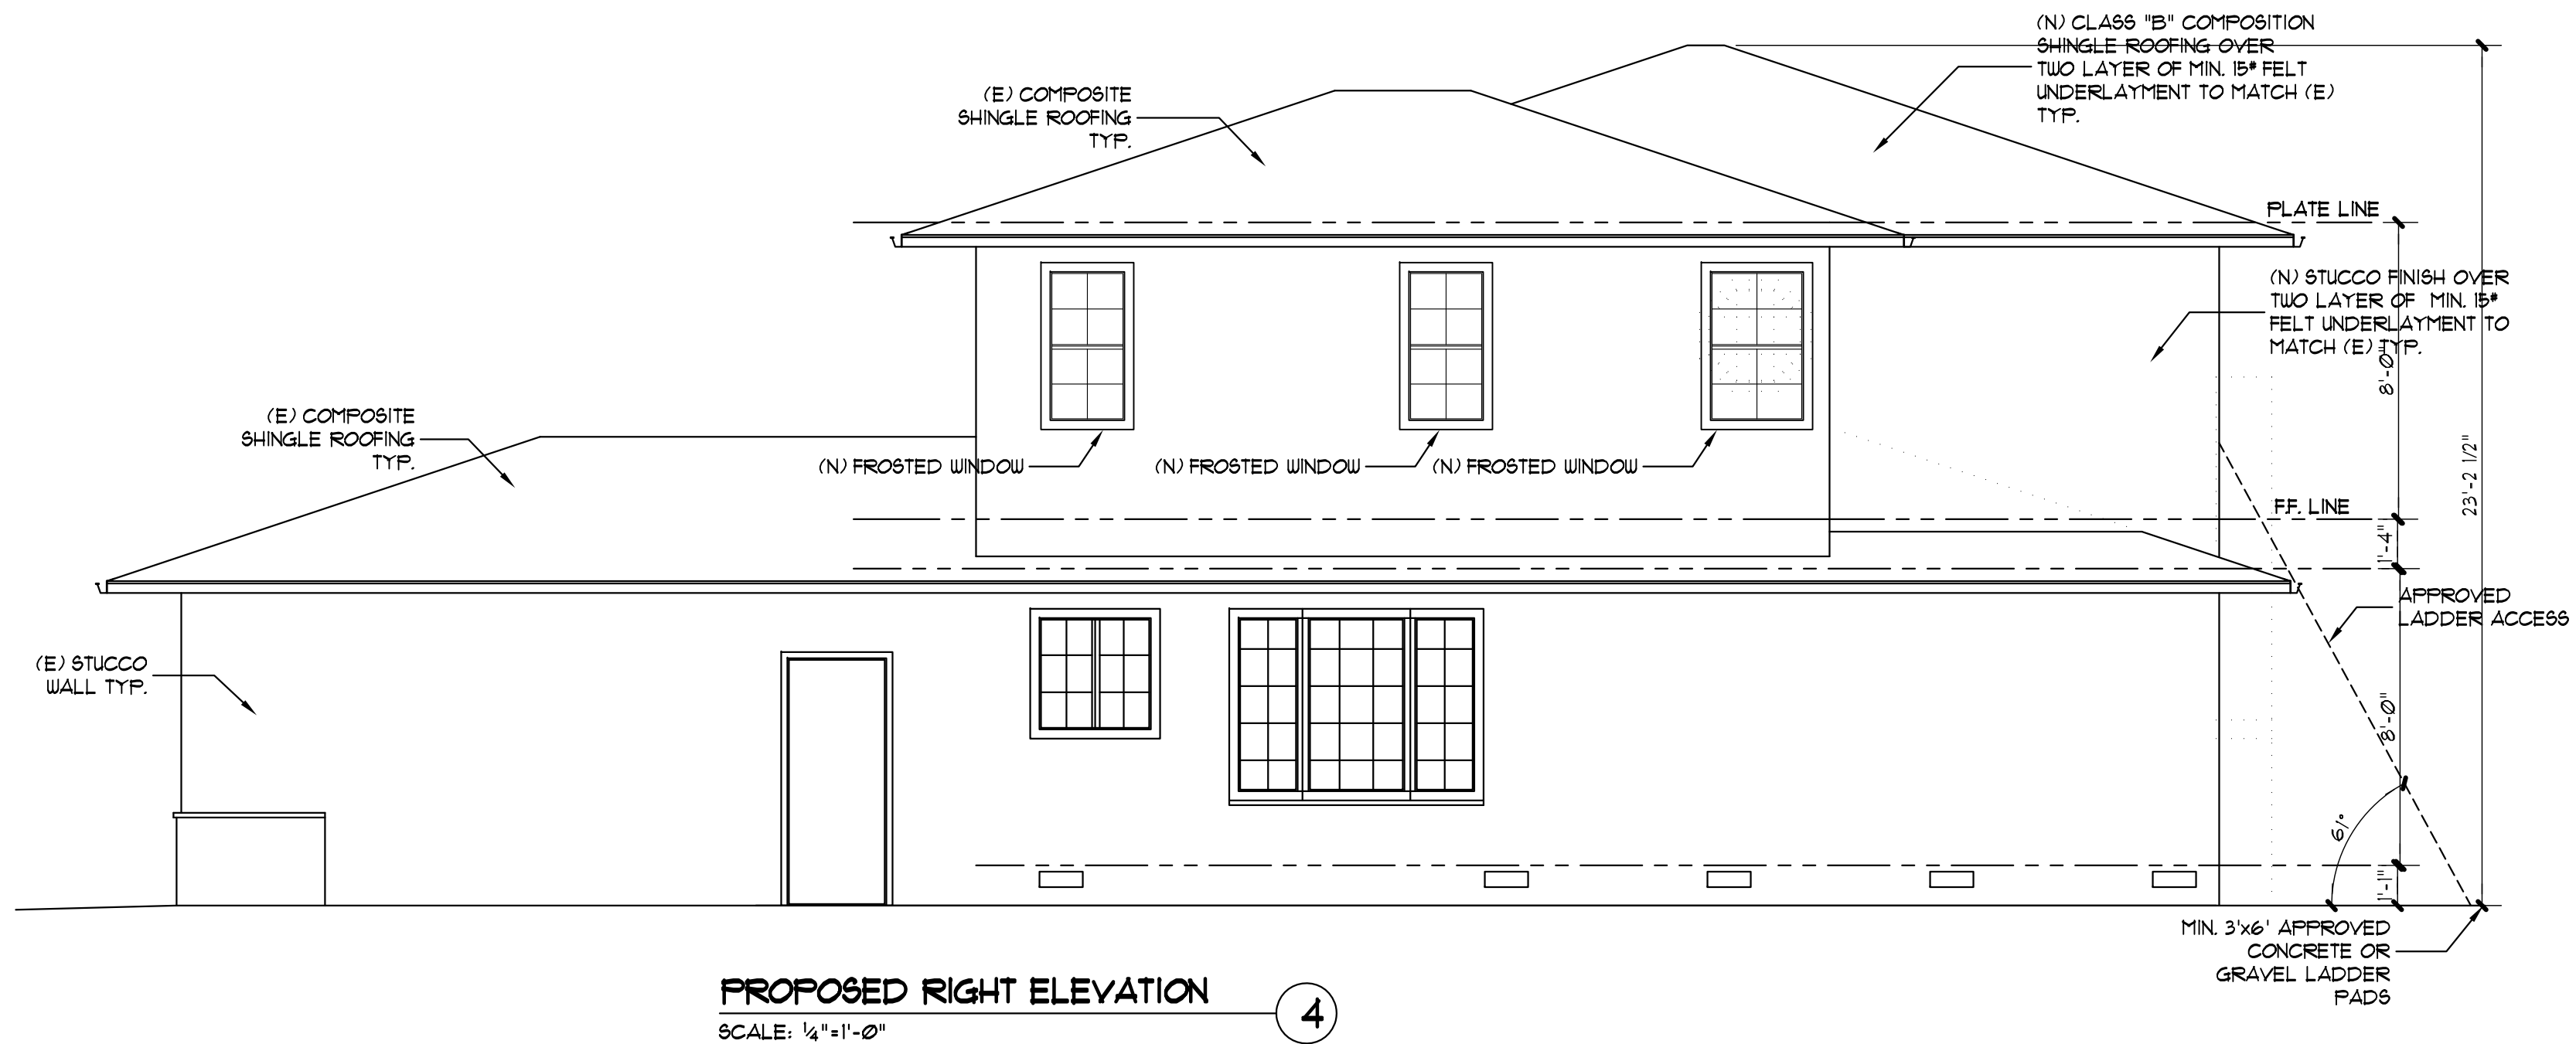 (N) CLASS "B" COMPOSITION
SHINGLE ROOFING OVER
TWO LAYER OF MIN. 15# FELT
UNDERLAYMENT TO MATCH (E)
TYP.
(E) COMPOSITE
SHINGLE ROOFING
TYP.
PLATE LINE
(N) STUCCO FINISH OVER
TWO LAYER OF MIN. 15#
FELT UNDERLAYMENT TO
MATCH (E) TYP.
8'-0"
(E) COMPOSITE
SHINGLE ROOFING
TYP.
(N) FROSTED WINDOW
(N) FROSTED WINDOW
(N) FROSTED WINDOW
23'-2 1/2"
F.F. LINE
1'-4"
APPROVED
LADDER ACCESS
(E) STUCCO
WALL TYP.
8'-0"
61°
1'-1"
MIN. 3'x6' APPROVED
CONCRETE OR
GRAVEL LADDER
PADS
PROPOSED RIGHT ELEVATION
4
SCALE: 1/4"=1'-0"